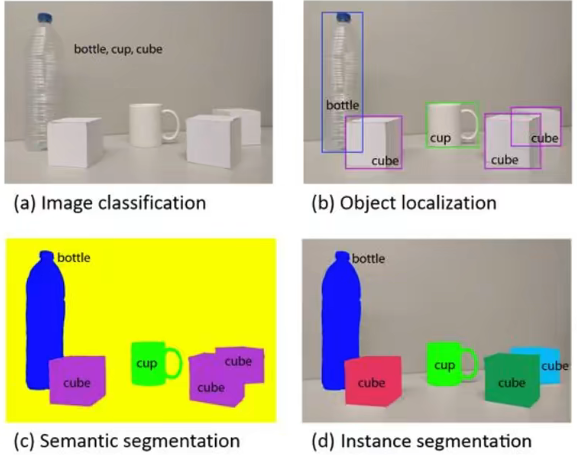 bottle, cup, cube
(a) Image classification
bottle
cup
cube
cube
cube
(b) Object localization
bottle
cup
cube
cube
cube
(c) Semantic segmentation
bottle
cup
cube
cube
cube
(d) Instance segmentation